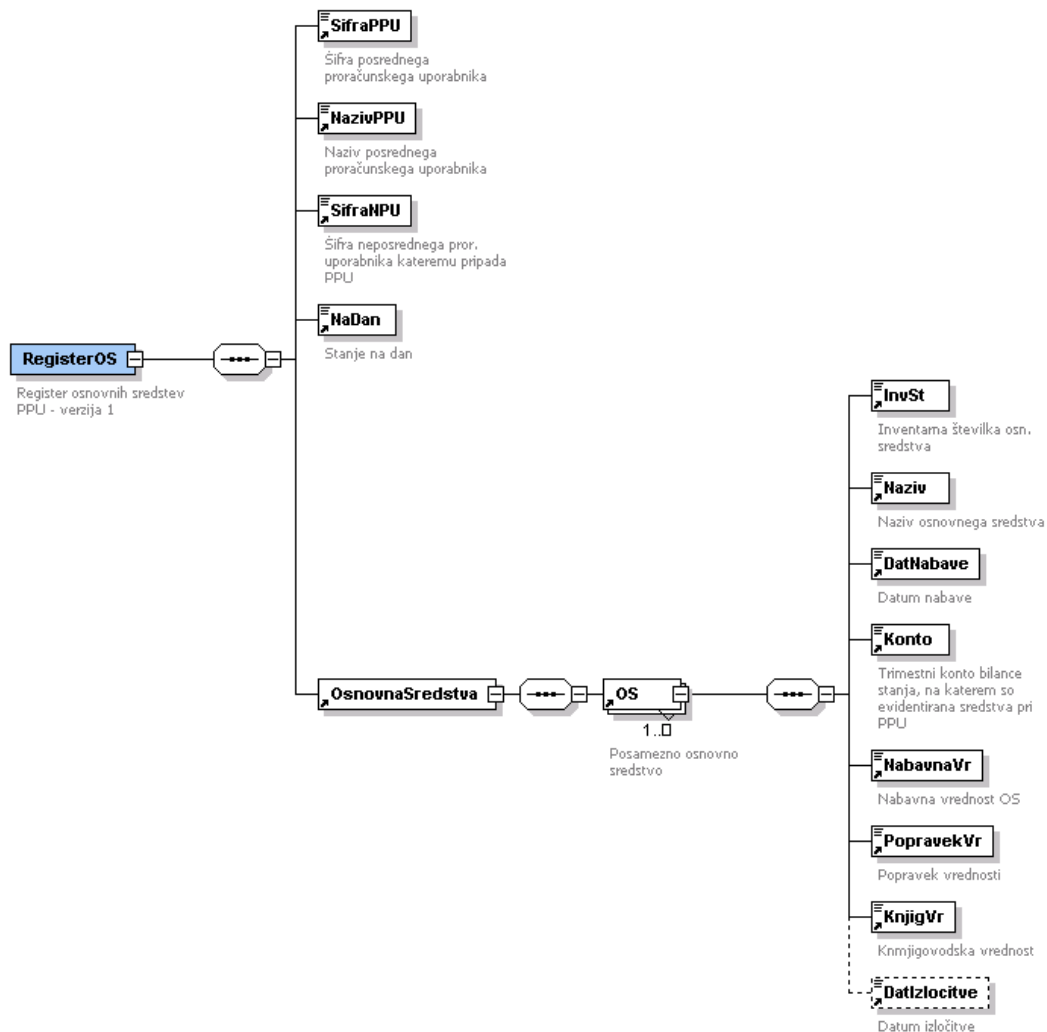 SifraPPU
Šifra posrednega
proračunskega uporabnika
NazivPPU
Naziv posrednega
proračunskega uporabnika
SifraNPU
Šifra neposrednega pror.
uporabnika kateremu pripada
PPU
NaDan
Stanje na dan
RegisterOS
Register osnovnih sredstev
PPU - verzija 1
OsnovnaSredstva
OS
1..
Posamezno osnovno
sredstvo
InvSt
Inventarna številka osn.
sredstva
Naziv
Naziv osnovnega sredstva
DatNabave
Datum nabave
Konto
Trimestni konto bilance
stanja, na katerem so
evidentirana sredstva pri
PPU
NabavnaVr
Nabavna vrednost OS
PopravekVr
Popravek vrednosti
KnjigVr
Knmjigovodska vrednost
DatIzlocitve
Datum izločitve